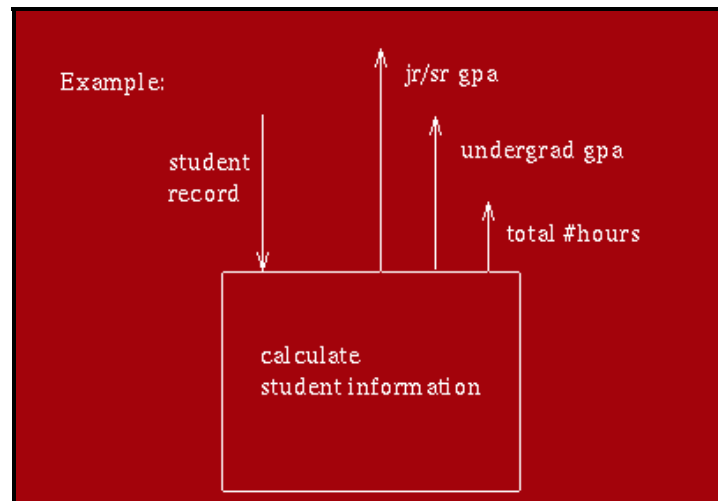 Example:
jr/sr gpa
student
record
undergrad gpa
total #hours
calculate
student information